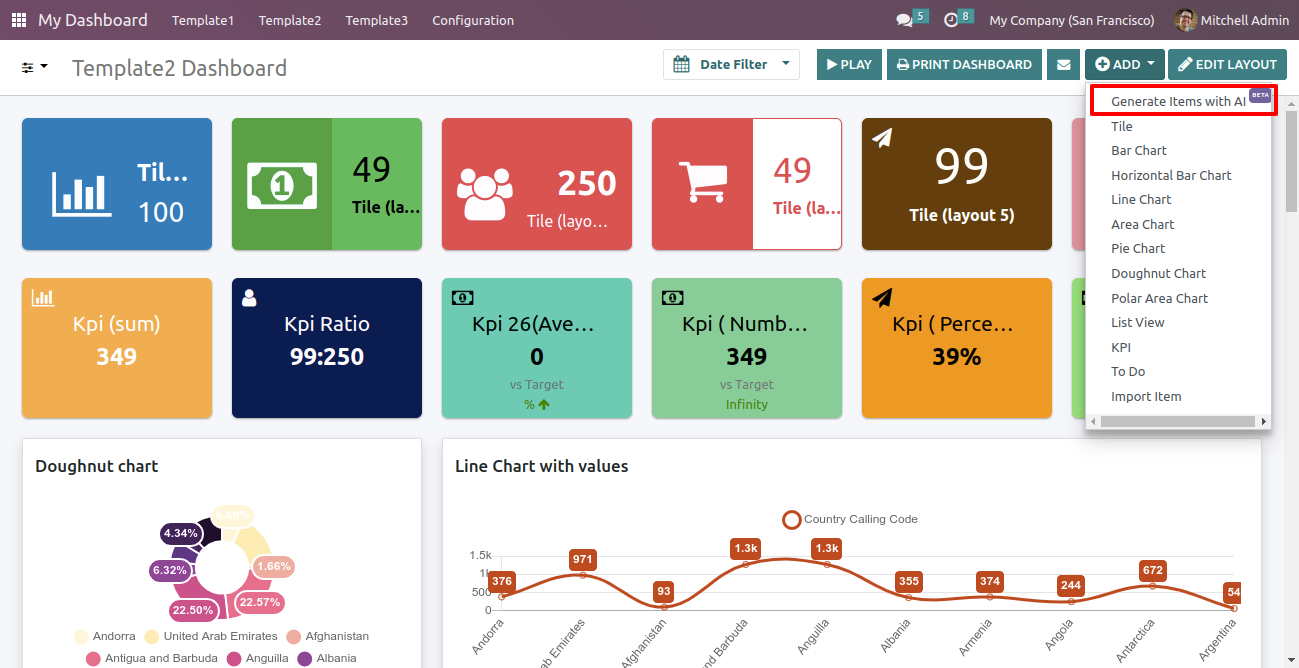 My Dashboard Template1 Template2 Template3 Configuration 5 8 My Company (San Francisco) Mitchell Admin
Template2 Dashboard Date Filter PLAY PRINT DASHBOARD ADD EDIT LAYOUT
Generate Items with AI BETA
Tile
Bar Chart
Horizontal Bar Chart
Line Chart
Area Chart
Pie Chart
Doughnut Chart
Polar Area Chart
List View
KPI
To Do
Import Item
Til...
100
49
Tile (la...
250
Tile (layo...
49
Tile (la...
99
Tile (layout 5)
Kpi (sum)
349
Kpi Ratio
99:250
Kpi 26(Ave...
0
vs Target
%
Kpi ( Numb...
349
vs Target
Infinity
Kpi ( Perce...
39%
Doughnut chart
4.34%
1.66%
6.32%
22.57%
22.50%
Andorra United Arab Emirates Afghanistan
Antigua and Barbuda Anguilla Albania
Line Chart with values
Country Calling Code
1.5k
1k
500
0
376 971 93 1.3k 1.3k 355 374 244 672 54
Andorra ab Emirates Afghanistan and Barbuda Anguilla Albania Armenia Angola Antarctica Argentina